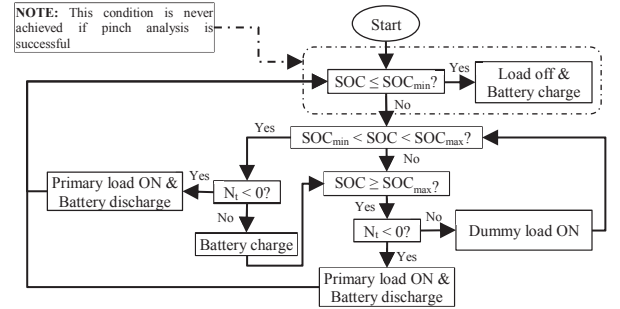 NOTE: This condition is never
achieved if pinch analysis is
successful
Start
SOC ≤ SOCmin?
Yes
Load off &
Battery charge
No
Yes
SOCmin < SOC < SOCmax?
No
Primary load ON &
Battery discharge
Yes
Nt < 0?
SOC ≥ SOCmax?
No
Yes
Battery charge
Nt < 0?
No
Dummy load ON
Yes
Primary load ON &
Battery discharge